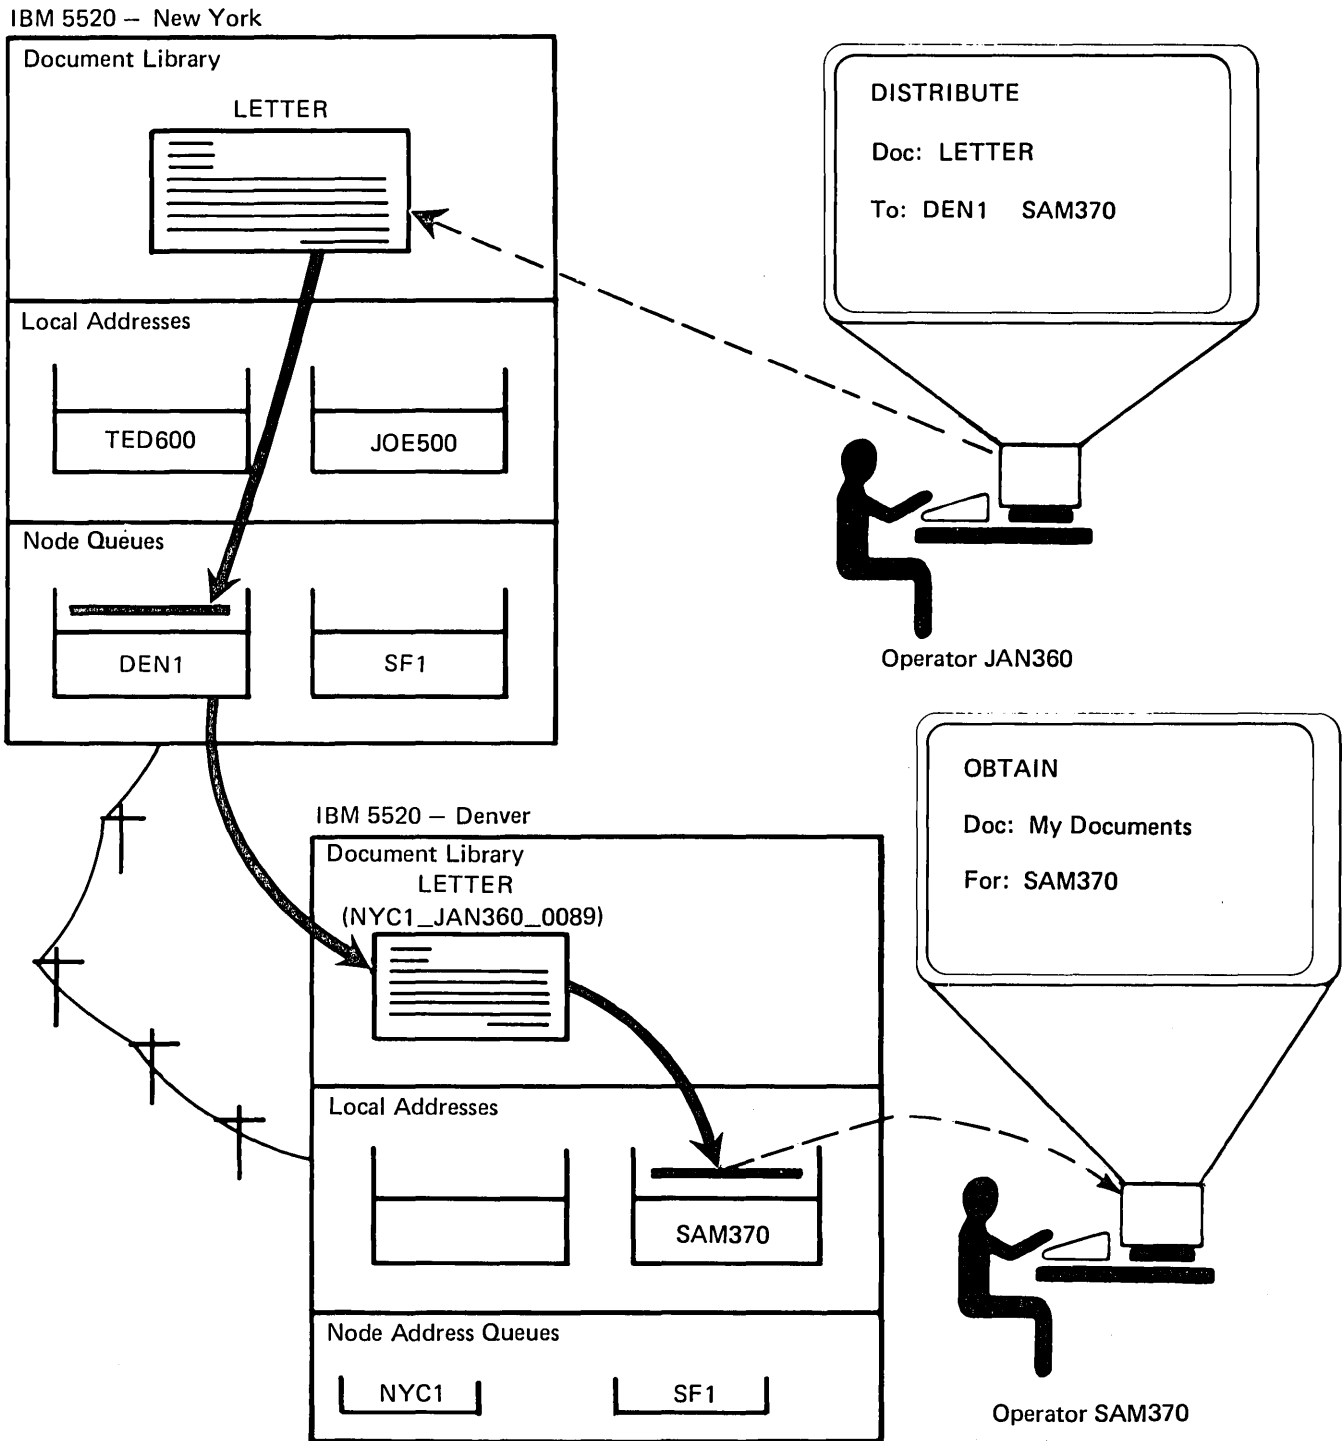 IBM 5520 – New York
Document Library
LETTER
Local Addresses
TED600
JOE500
Node Queues
DEN1
SF1
DISTRIBUTE
Doc: LETTER
To: DEN1 SAM370
Operator JAN360
IBM 5520 – Denver
Document Library
LETTER
(NYC1_JAN360_0089)
Local Addresses
SAM370
Node Address Queues
NYC1
SF1
OBTAIN
Doc: My Documents
For: SAM370
Operator SAM370